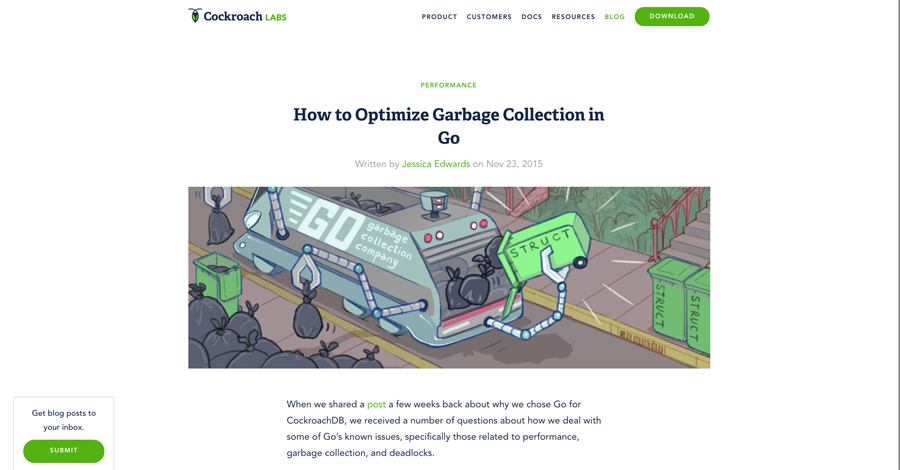 Cockroach LABS
PRODUCT CUSTOMERS DOCS RESOURCES BLOG DOWNLOAD
PERFORMANCE
How to Optimize Garbage Collection in
Go
Written by Jessica Edwards on Nov 23, 2015
GO
garbage
collection
company
STRUCT
STRUCT
STRUCT
When we shared a post a few weeks back about why we chose Go for
CockroachDB, we received a number of questions about how we deal with
some of Go's known issues, specifically those related to performance,
garbage collection, and deadlocks.
Get blog posts to
your inbox.
SUBMIT